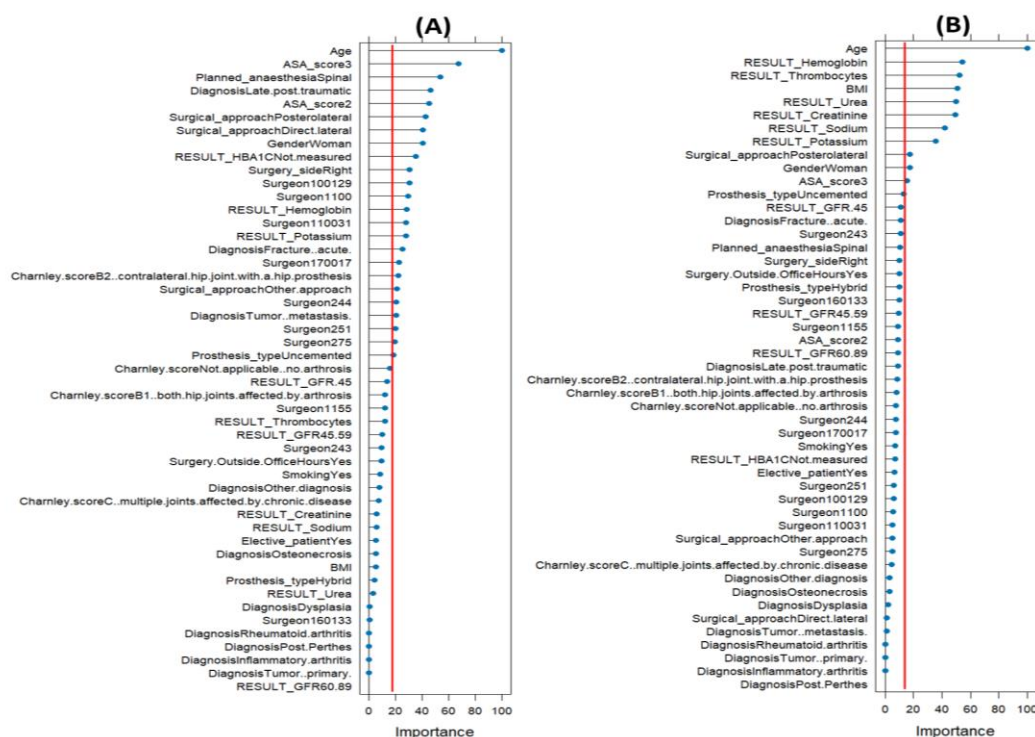 (A)
Age
ASA_score3
Planned_anaesthesiaSpinal
DiagnosisLate.post.traumatic
ASA_score2
Surgical_approachPosterolateral
Surgical_approachDirect.lateral
GenderWoman
RESULT_HBA1CNot.measured
Surgery_sideRight
Surgeon100129
Surgeon1100
RESULT_Hemoglobin
Surgeon110031
RESULT_Potassium
DiagnosisFracture..acute.
Surgeon170017
Charnley.scoreB2..contralateral.hip.joint.with.a.hip.prosthesis
Surgical_approachOther.approach
Surgeon244
DiagnosisTumor..metastasis.
Surgeon251
Surgeon275
Prosthesis_typeUncemented
Charnley.scoreNot.applicable..no.arthrosis
RESULT_GFR.45
Charnley.scoreB1..both.hip.joints.affected.by.arthrosis
Surgeon1155
RESULT_Thrombocytes
RESULT_GFR45.59
Surgeon243
Surgery.Outside.OfficeHoursYes
SmokingYes
DiagnosisOther.diagnosis
Charnley.scoreC..multiple.joints.affected.by.chronic.disease
RESULT_Creatinine
RESULT_Sodium
Elective_patientYes
DiagnosisOsteonecrosis
BMI
Prosthesis_typeHybrid
RESULT_Urea
DiagnosisDysplasia
Surgeon160133
DiagnosisRheumatoid.arthritis
DiagnosisPost.Perthes
DiagnosisInflammatory.arthritis
DiagnosisTumor..primary.
RESULT_GFR60.89
0 20 40 60 80 100
Importance
(B)
Age
RESULT_Hemoglobin
RESULT_Thrombocytes
BMI
RESULT_Urea
RESULT_Creatinine
RESULT_Sodium
RESULT_Potassium
Surgical_approachPosterolateral
GenderWoman
ASA_score3
Prosthesis_typeUncemented
RESULT_GFR.45
DiagnosisFracture..acute.
Surgeon243
Planned_anaesthesiaSpinal
Surgery_sideRight
Surgery.Outside.OfficeHoursYes
Prosthesis_typeHybrid
Surgeon160133
RESULT_GFR45.59
Surgeon1155
ASA_score2
RESULT_GFR60.89
DiagnosisLate.post.traumatic
Charnley.scoreB2..contralateral.hip.joint.with.a.hip.prosthesis
Charnley.scoreB1..both.hip.joints.affected.by.arthrosis
Charnley.scoreNot.applicable..no.arthrosis
Surgeon244
Surgeon170017
SmokingYes
RESULT_HBA1CNot.measured
Elective_patientYes
Surgeon251
Surgeon100129
Surgeon1100
Surgeon110031
Surgical_approachOther.approach
Surgeon275
Charnley.scoreC..multiple.joints.affected.by.chronic.disease
DiagnosisOther.diagnosis
DiagnosisOsteonecrosis
DiagnosisDysplasia
Surgical_approachDirect.lateral
DiagnosisTumor..metastasis.
DiagnosisRheumatoid.arthritis
DiagnosisTumor..primary.
DiagnosisInflammatory.arthritis
DiagnosisPost.Perthes
0 20 40 60 80 100
Importance